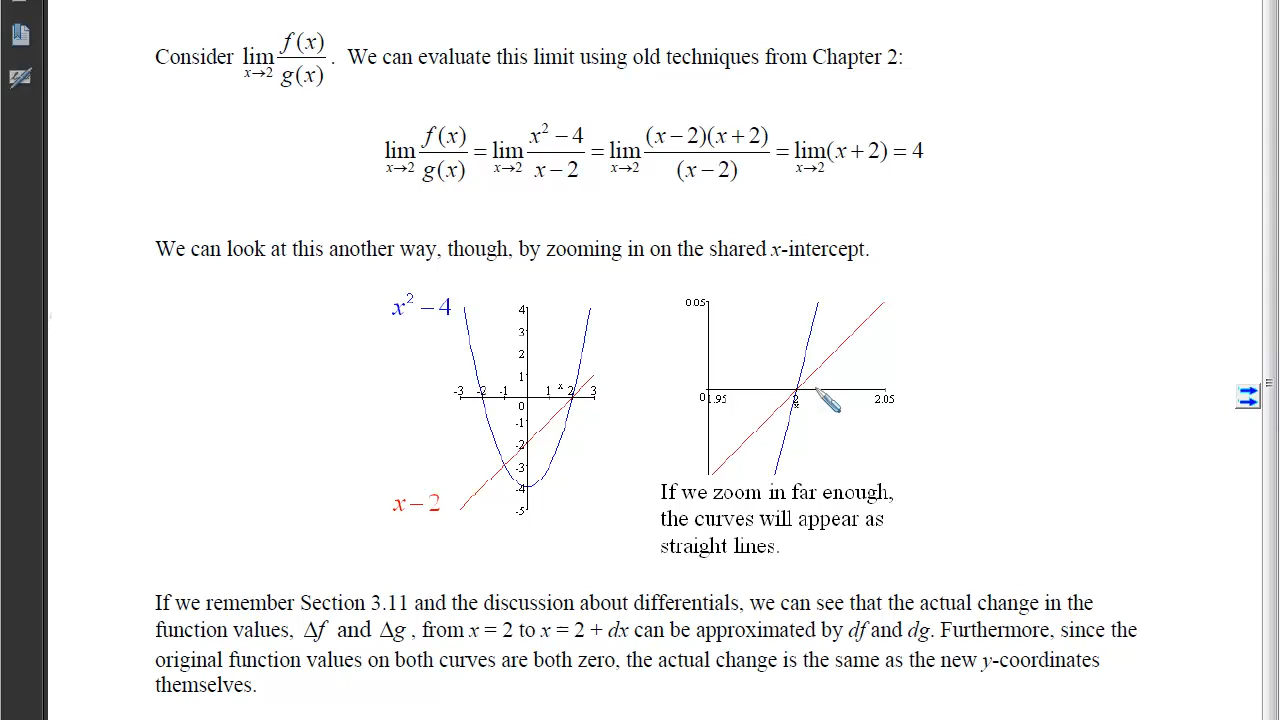 Consider lim x→2 f(x)/g(x). We can evaluate this limit using old techniques from Chapter 2:
lim x→2 f(x)/g(x) = lim x→2 (x² − 4)/(x − 2) = lim x→2 (x − 2)(x + 2)/(x − 2) = lim x→2 (x + 2) = 4
We can look at this another way, though, by zooming in on the shared x-intercept.
x² − 4
4
3
2
1
-3 -2 -1 1 x 2 3
0
-1
-2
-3
-4
-5
x − 2
0.05
0 1.95 2 2.05
x
If we zoom in far enough,
the curves will appear as
straight lines.
If we remember Section 3.11 and the discussion about differentials, we can see that the actual change in the
function values, Δf and Δg, from x = 2 to x = 2 + dx can be approximated by df and dg. Furthermore, since the
original function values on both curves are both zero, the actual change is the same as the new y-coordinates
themselves.